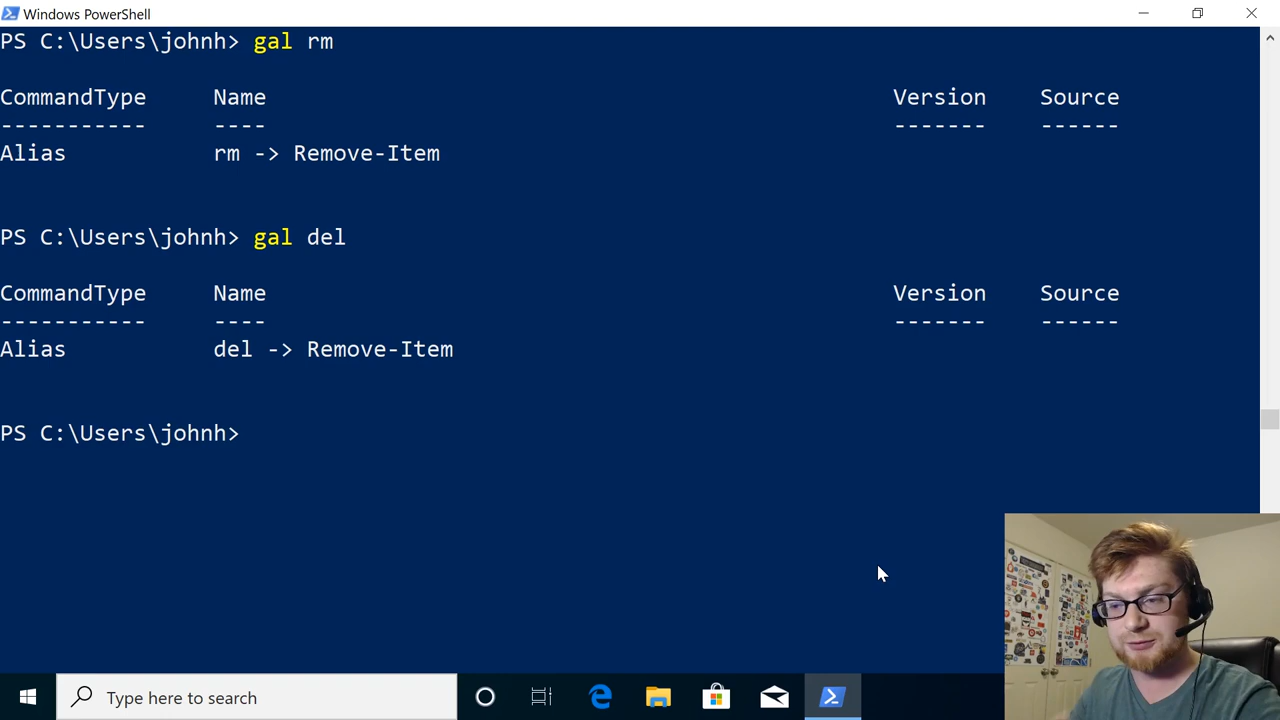 Windows PowerShell
PS C:\Users\johnh> gal rm
CommandType Name Version Source
----------- ---- ------- ------
Alias rm -> Remove-Item
PS C:\Users\johnh> gal del
CommandType Name Version Source
----------- ---- ------- ------
Alias del -> Remove-Item
PS C:\Users\johnh>
Type here to search